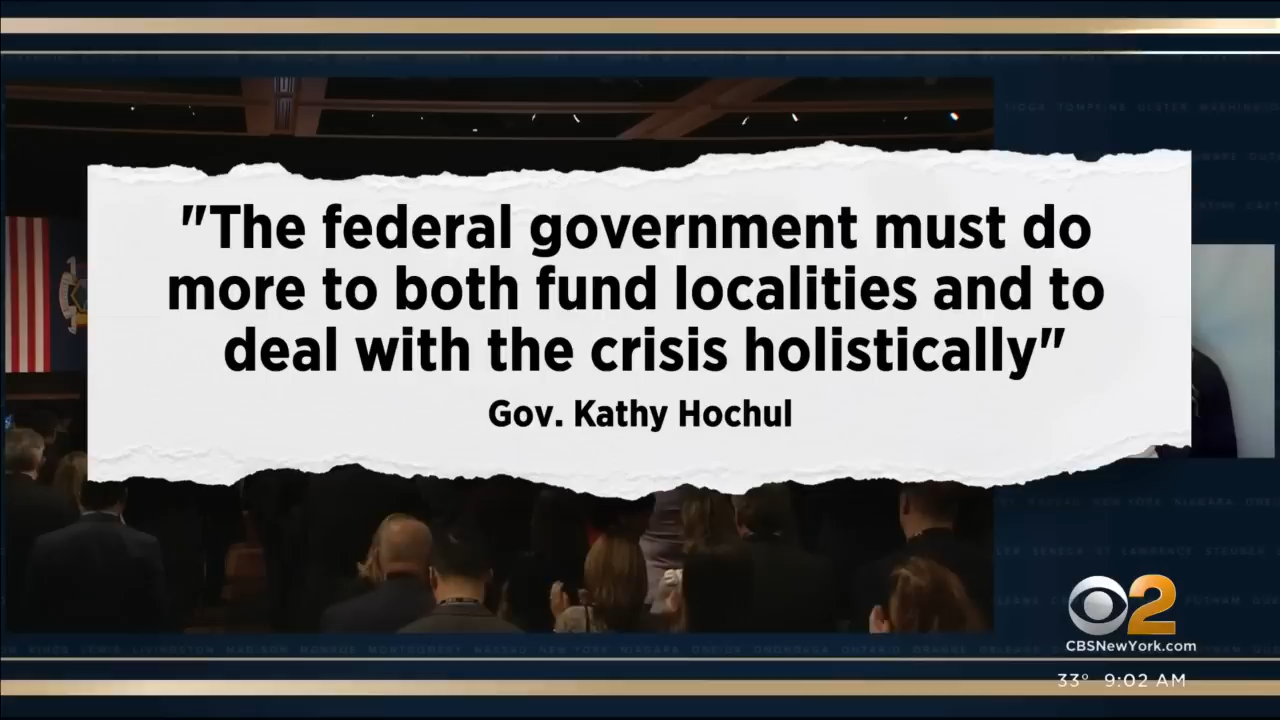 "The federal government must do
more to both fund localities and to
deal with the crisis holistically"
Gov. Kathy Hochul
2
CBSNewYork.com
33° 9:02 AM